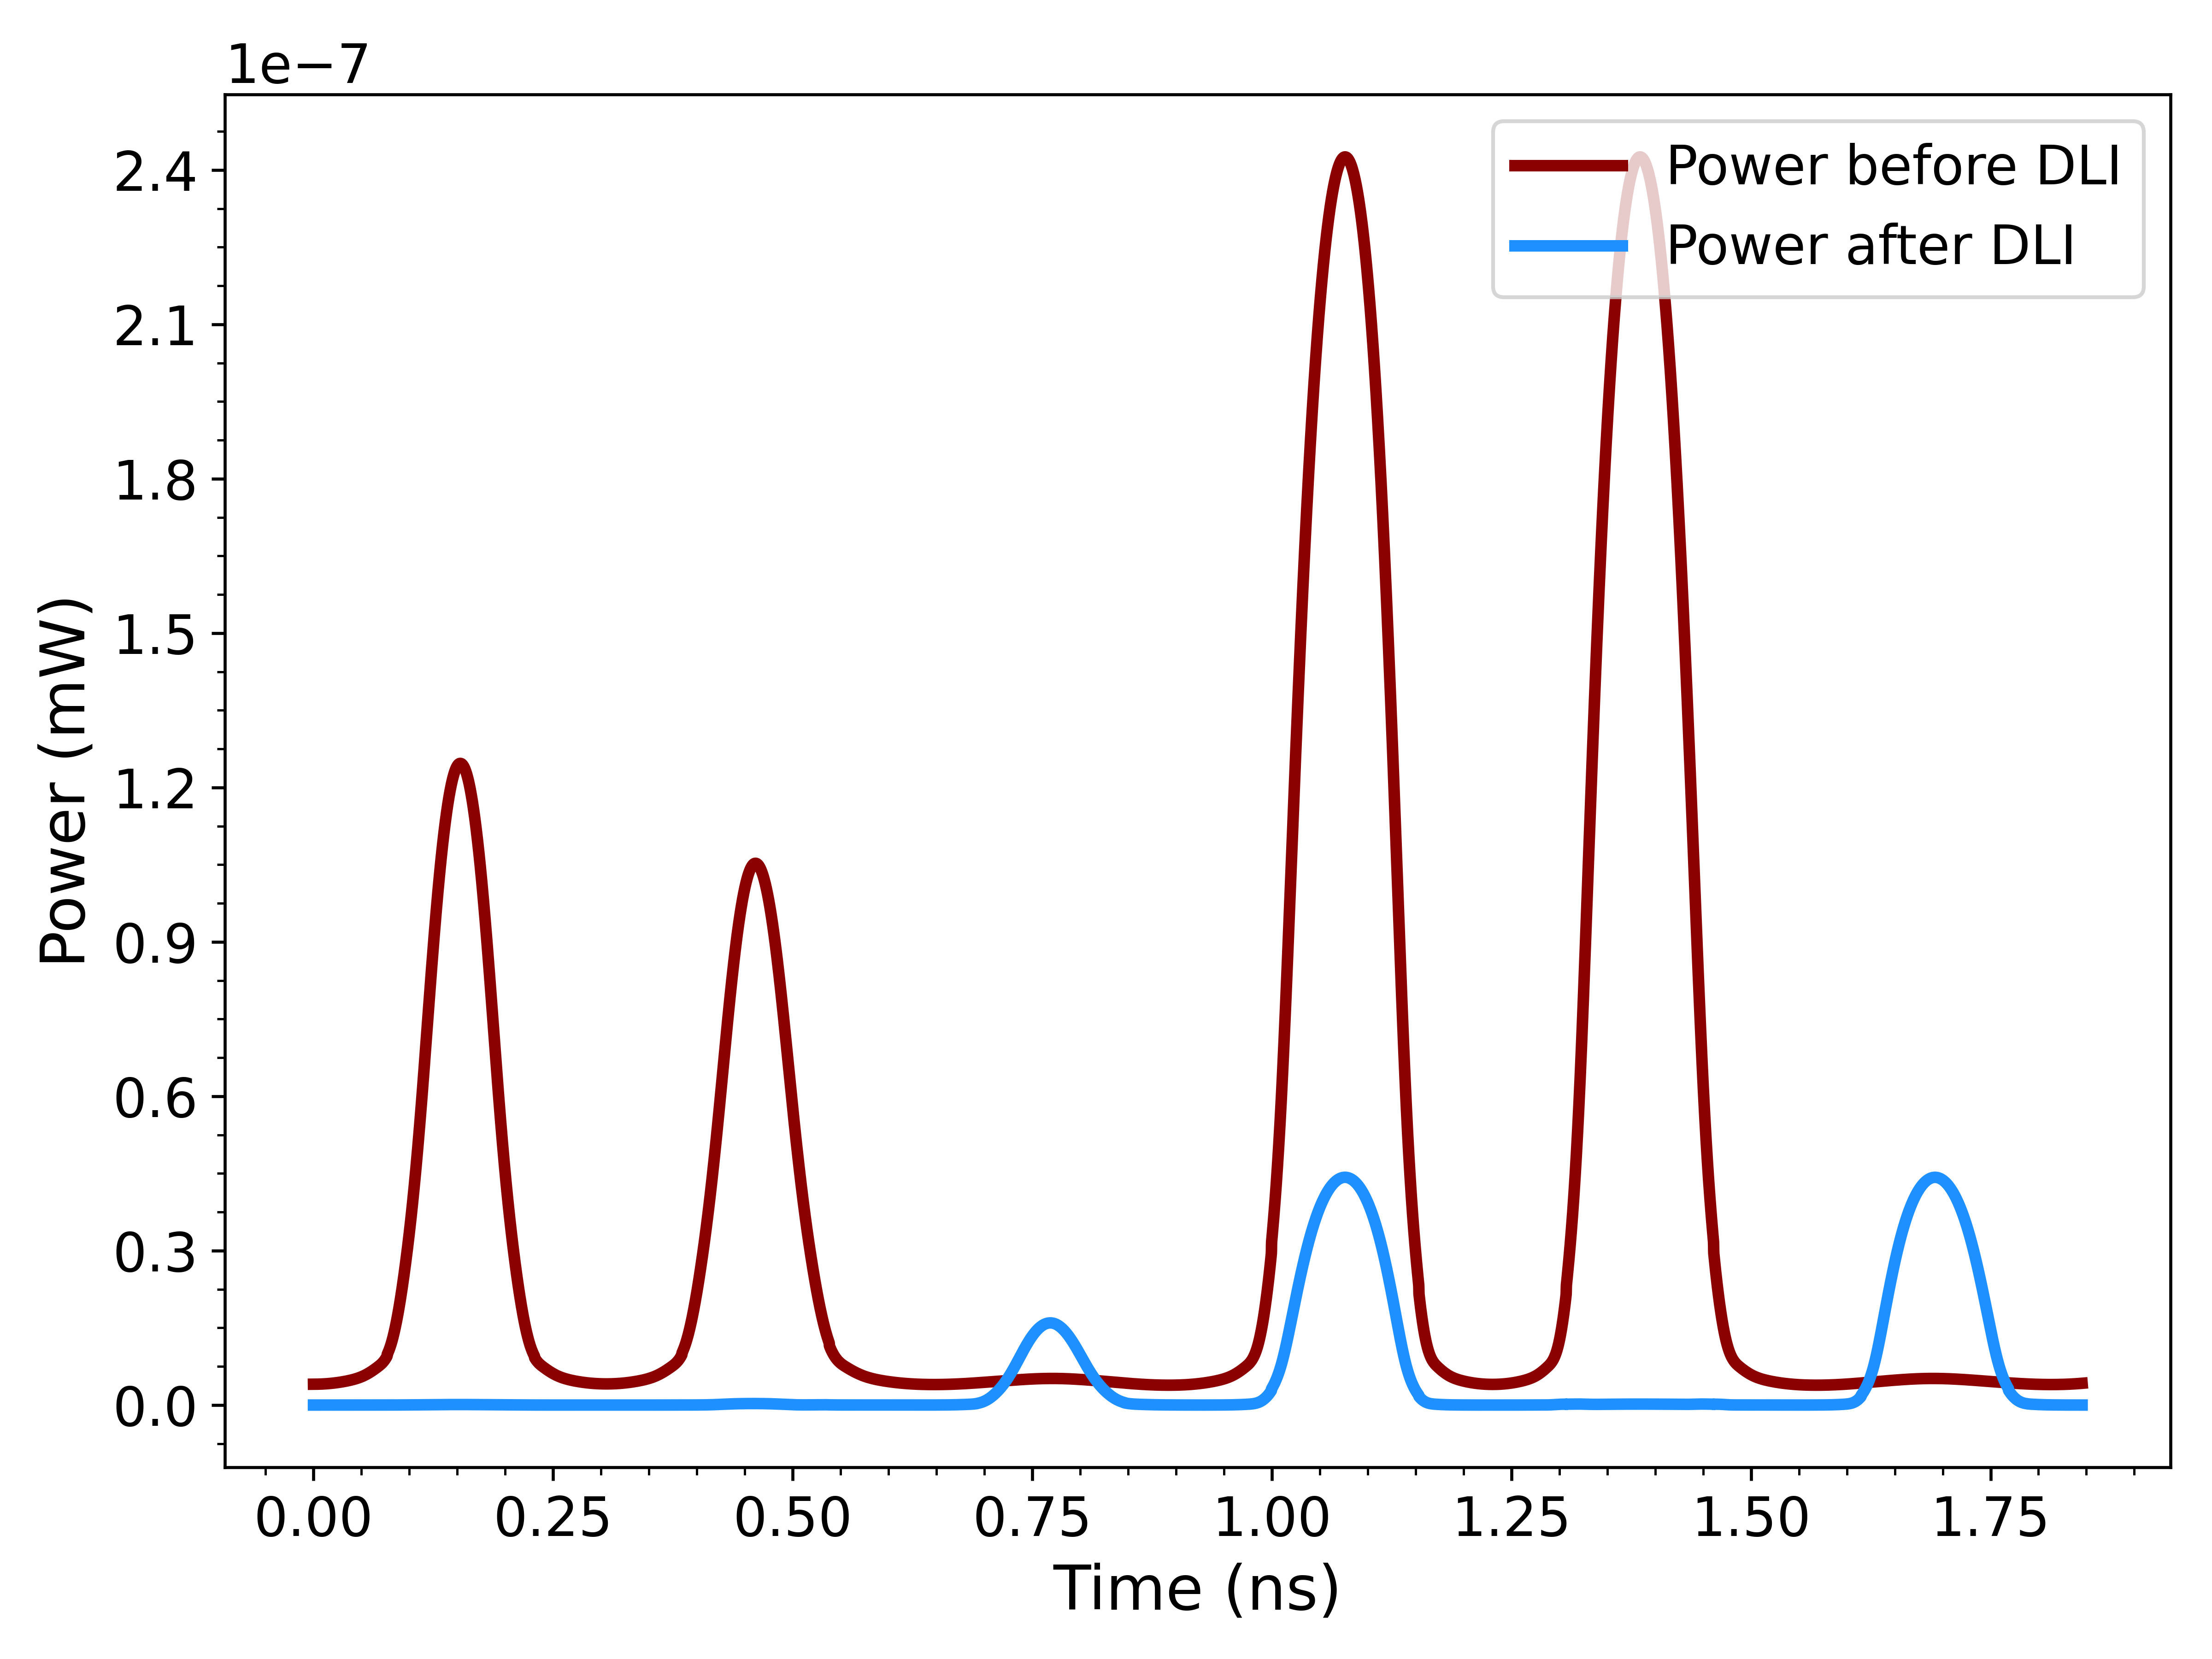 1e−7
Power before DLI
Power after DLI
2.4
2.1
1.8
1.5
1.2
0.9
0.6
0.3
0.0
Power (mW)
0.00 0.25 0.50 0.75 1.00 1.25 1.50 1.75
Time (ns)